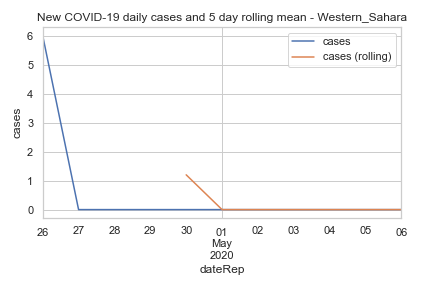 New COVID-19 daily cases and 5 day rolling mean - Western_Sahara
cases
cases (rolling)
6
5
4
3
2
1
0
cases
26 27 28 29 30 01 02 03 04 05 06
May
2020
dateRep